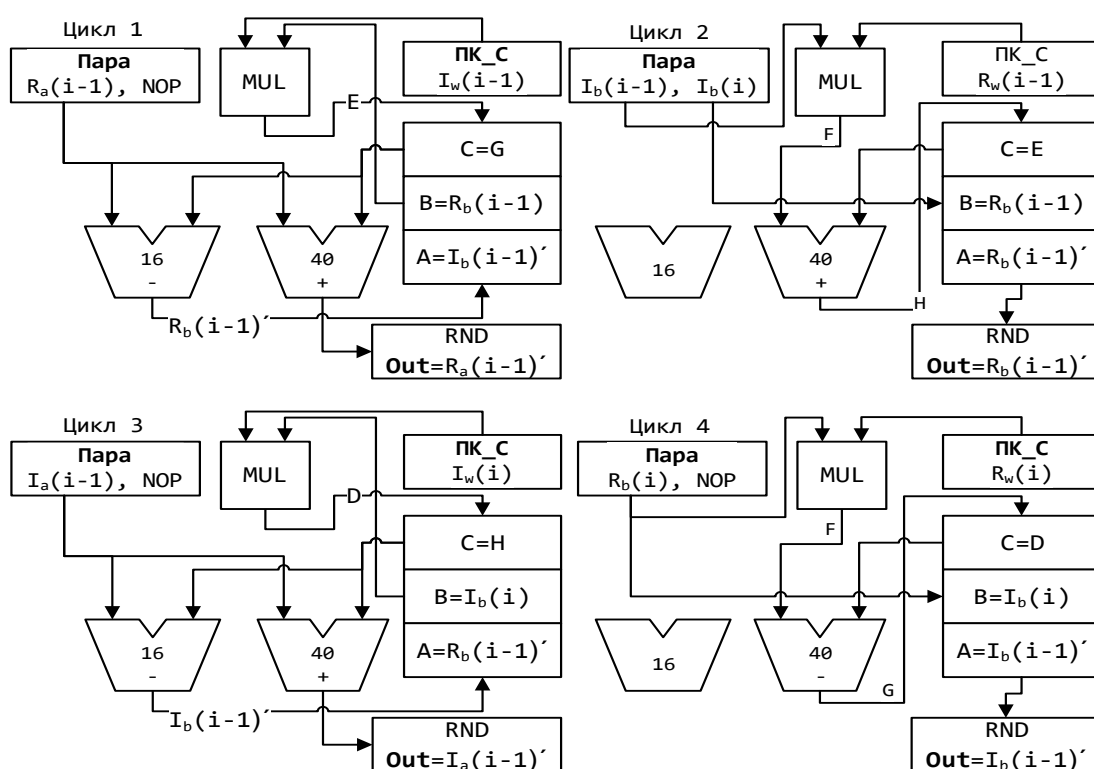 Цикл 1
Пара
Rₐ(i-1), NOP
MUL
ПК_С
I_w(i-1)
E
C=G
B=R_b(i-1)
A=I_b(i-1)´
16
-
40
+
R_b(i-1)´
RND
Out=Rₐ(i-1)´
Цикл 2
Пара
I_b(i-1), I_b(i)
MUL
ПК_С
R_w(i-1)
F
C=E
B=R_b(i-1)
A=R_b(i-1)´
16
40
+
H
RND
Out=R_b(i-1)´
Цикл 3
Пара
Iₐ(i-1), NOP
MUL
ПК_С
I_w(i)
D
C=H
B=I_b(i)
A=R_b(i-1)´
16
-
40
+
I_b(i-1)´
RND
Out=Iₐ(i-1)´
Цикл 4
Пара
R_b(i), NOP
MUL
ПК_С
R_w(i)
F
C=D
B=I_b(i)
A=I_b(i-1)´
16
40
-
G
RND
Out=I_b(i-1)´